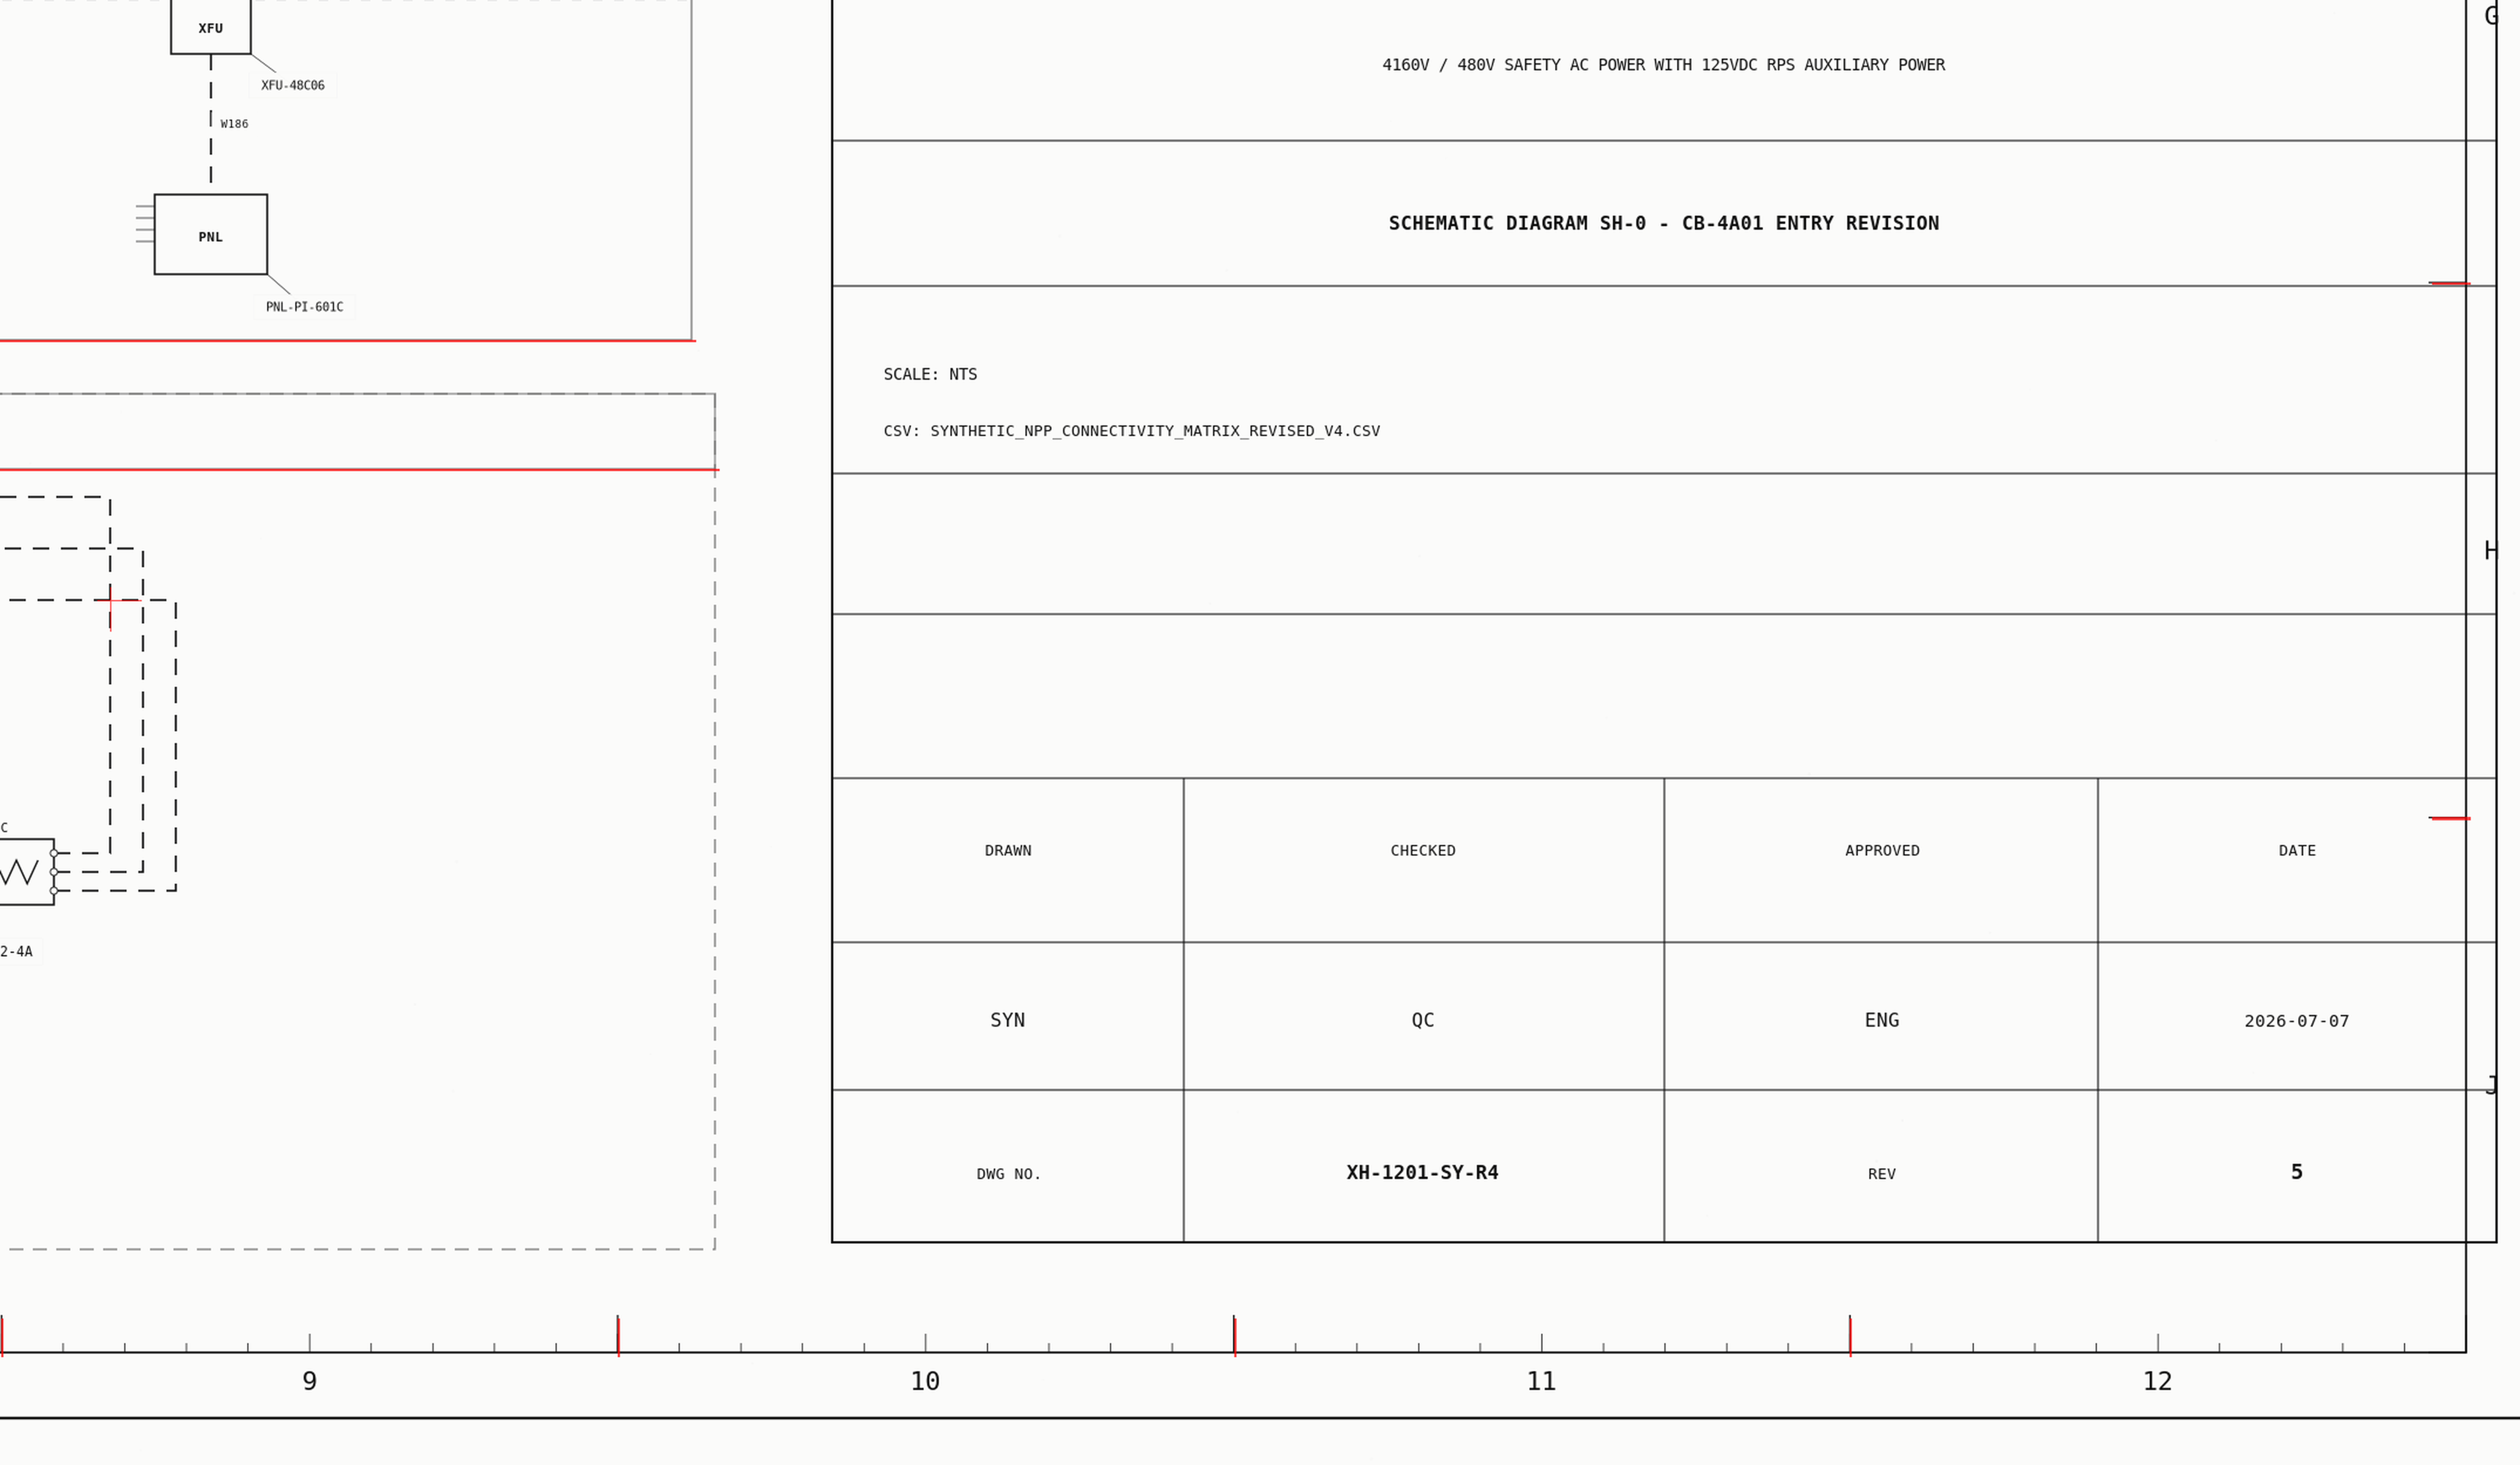 XFU
XFU-48C06
W186
PNL
PNL-PI-601C
C
2-4A
4160V / 480V SAFETY AC POWER WITH 125VDC RPS AUXILIARY POWER
SCHEMATIC DIAGRAM SH-0 - CB-4A01 ENTRY REVISION
SCALE: NTS
CSV: SYNTHETIC_NPP_CONNECTIVITY_MATRIX_REVISED_V4.CSV
DRAWN CHECKED APPROVED DATE
SYN QC ENG 2026-07-07
DWG NO. XH-1201-SY-R4 REV 5
G
H
J
9 10 11 12